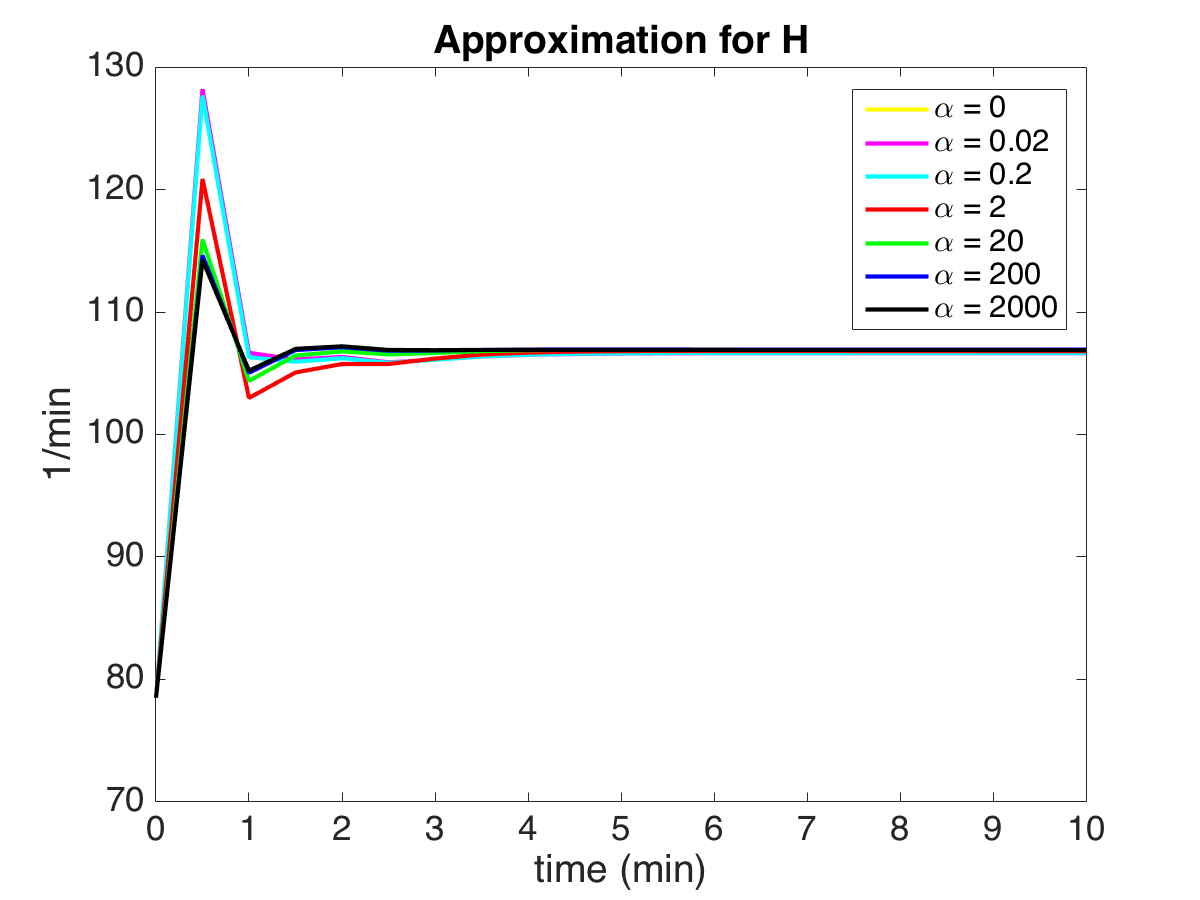 Approximation for H
130
120
110
100
90
80
70
1/min
0 1 2 3 4 5 6 7 8 9 10
time (min)
α = 0
α = 0.02
α = 0.2
α = 2
α = 20
α = 200
α = 2000